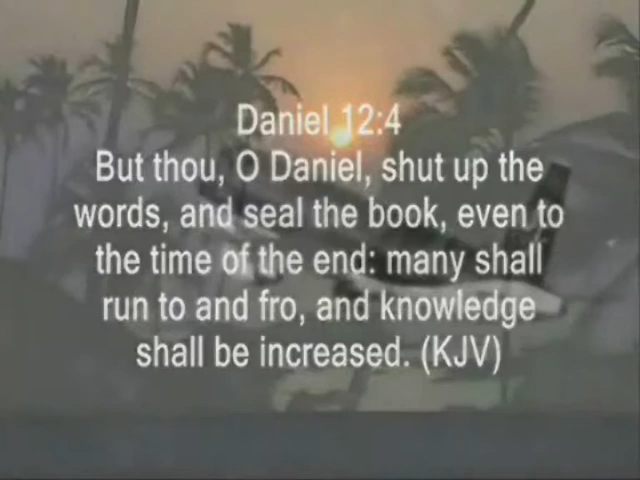 Daniel 12:4
But thou, O Daniel, shut up the
words, and seal the book, even to
the time of the end: many shall
run to and fro, and knowledge
shall be increased. (KJV)